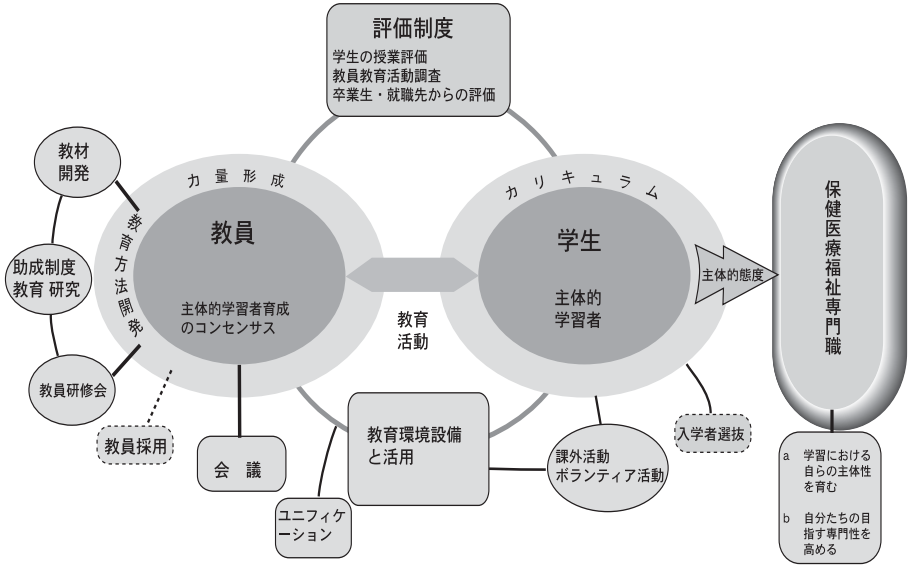 評価制度
学生の授業評価
教員教育活動調査
卒業生・就職先からの評価
教材
開発
助成制度
教育 研究
教員研修会
力量形成
教育方法開発
教員
主体的学習者育成
のコンセンサス
教育
活動
カリキュラム
学生
主体的
学習者
主体的態度
保健医療福祉専門職
教員採用
会 議
ユニフィケ
ーション
教育環境設備
と活用
課外活動
ボランティア活動
入学者選抜
a 学習における
自らの主体性
を育む
b 自分たちの目
指す専門性を
高める